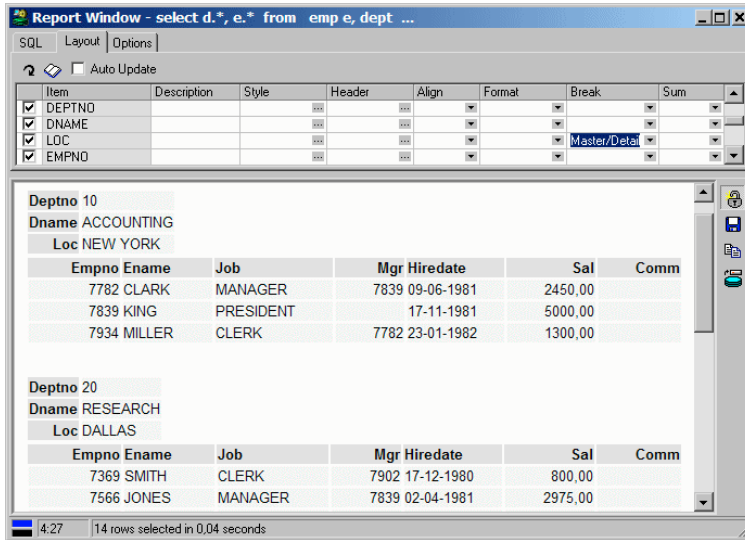 Report Window - select d.*, e.* from emp e, dept ...
SQL Layout Options
Auto Update
Item Description Style Header Align Format Break Sum
DEPTNO
DNAME
LOC Master/Detail
EMPNO
Deptno 10
Dname ACCOUNTING
Loc NEW YORK
Empno Ename Job Mgr Hiredate Sal Comm
7782 CLARK MANAGER 7839 09-06-1981 2450,00
7839 KING PRESIDENT 17-11-1981 5000,00
7934 MILLER CLERK 7782 23-01-1982 1300,00
Deptno 20
Dname RESEARCH
Loc DALLAS
Empno Ename Job Mgr Hiredate Sal Comm
7369 SMITH CLERK 7902 17-12-1980 800,00
7566 JONES MANAGER 7839 02-04-1981 2975,00
4:27 14 rows selected in 0,04 seconds